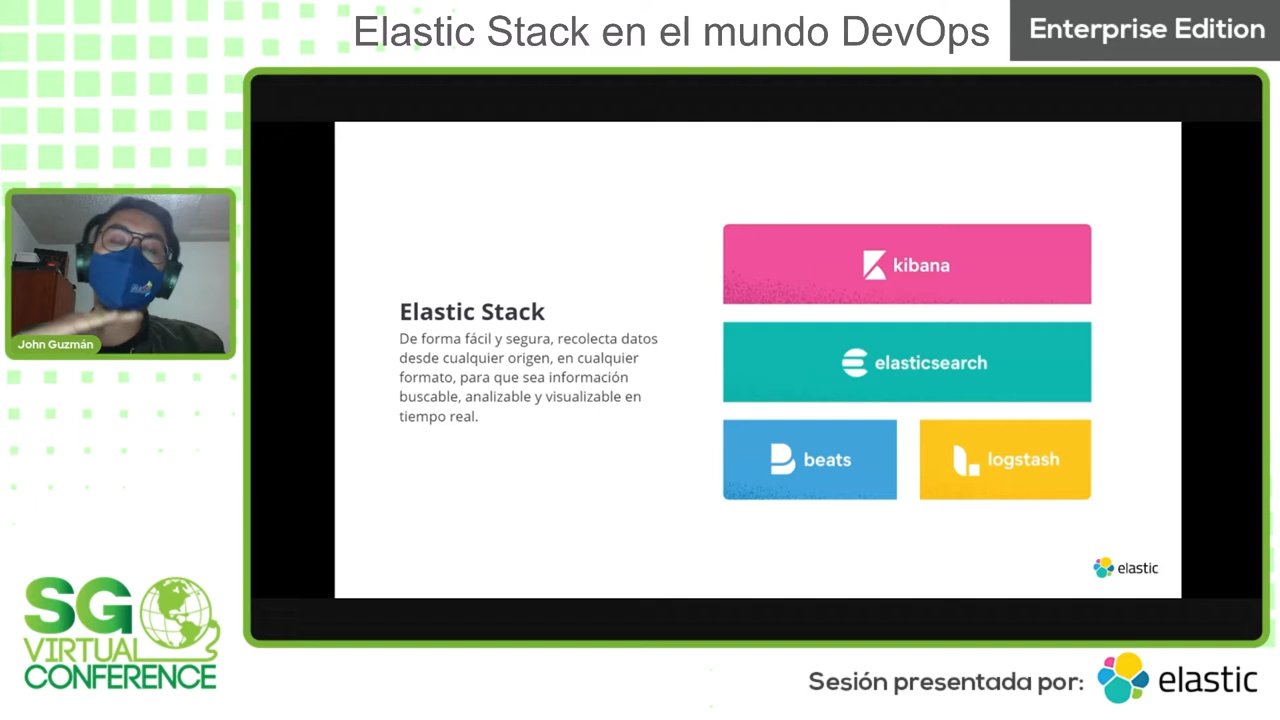 Elastic Stack en el mundo DevOps
Enterprise Edition
John Guzmán
Elastic Stack
De forma fácil y segura, recolecta datos
desde cualquier origen, en cualquier
formato, para que sea información
buscable, analizable y visualizable en
tiempo real.
kibana
elasticsearch
beats
logstash
elastic
SG
VIRTUAL
CONFERENCE
Sesión presentada por:
elastic